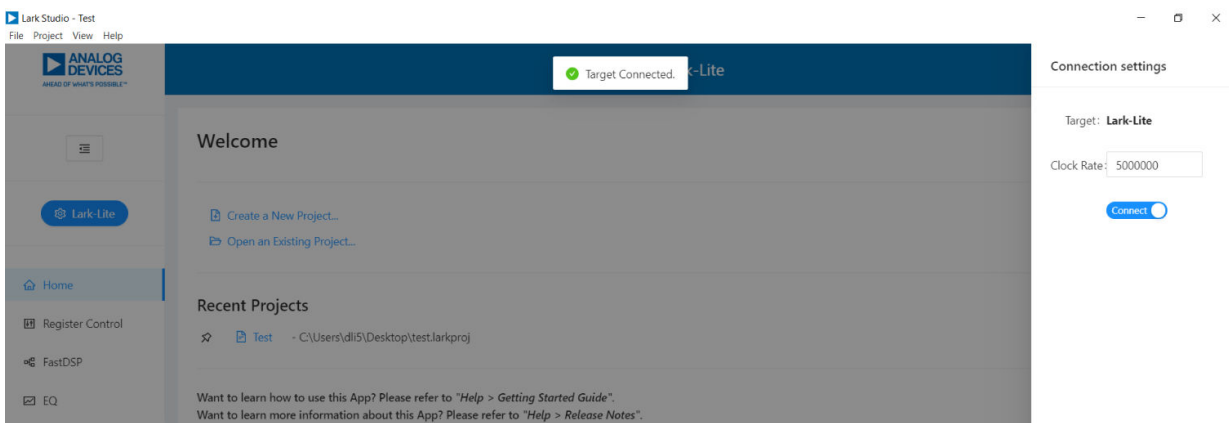 Lark Studio - Test
File Project View Help
ANALOG
DEVICES
AHEAD OF WHAT'S POSSIBLE™
Lark-Lite
Home
Register Control
FastDSP
EQ
Target Connected.
k-Lite
Welcome
Create a New Project...
Open an Existing Project...
Recent Projects
Test - C:\Users\dli5\Desktop\test.larkproj
Want to learn how to use this App? Please refer to "Help > Getting Started Guide".
Want to learn more information about this App? Please refer to "Help > Release Notes".
Connection settings
Target: Lark-Lite
Clock Rate: 5000000
Connect